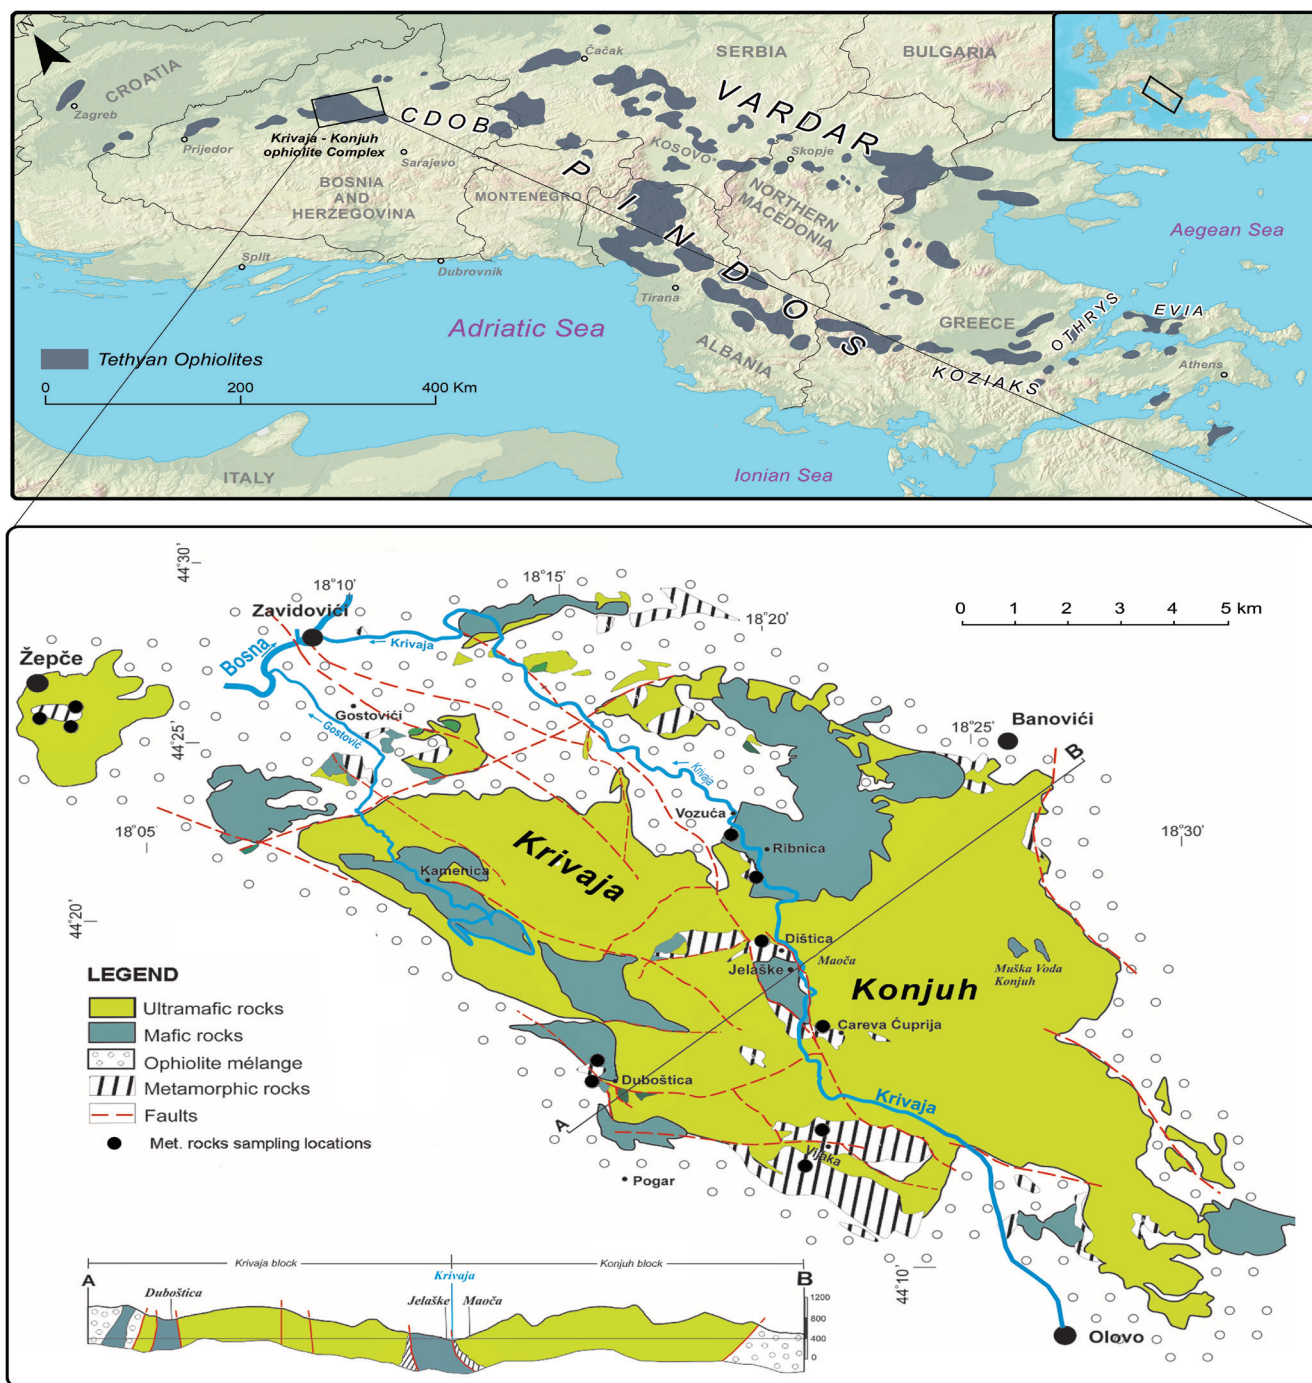 N
CROATIA
Zagreb
Prijedor
Krivaja - Konjuh
ophiolite Complex
Sarajevo
BOSNIA
AND
HERZEGOVINA
Split
Dubrovnik
MONTENEGRO
Čačak
SERBIA
BULGARIA
CDOB
VARDAR
PINDOS
KOSOVO
Skopje
NORTHERN
MACEDONIA
Tirana
ALBANIA
GREECE
KOZIAKS
OTHRYS
EVIA
Athens
Aegean Sea
Adriatic Sea
Ionian Sea
ITALY
Tethyan Ophiolites
0 200 400 Km
44°30'
18°10'
18°15'
18°20'
0 1 2 3 4 5 km
Zavidovići
Bosna
Krivaja
Žepče
Gostovići
Gostović
44°25'
18°25'
Banovići
B
Krivaja
Vozuća
18°05'
Ribnica
18°30'
Krivaja
Kamenica
44°20'
Dištica
Maoča
Jelaške
Muška Voda
Konjuh
Konjuh
Careva Ćuprija
Duboštica
A
Krivaja
Vijaka
Pogar
44°10'
Olovo
LEGEND
Ultramafic rocks
Mafic rocks
Ophiolite mélange
Metamorphic rocks
Faults
Met. rocks sampling locations
Krivaja block
Konjuh block
A
Krivaja
B
Duboštica
Jelaške
Maoča
1200
800
400
0